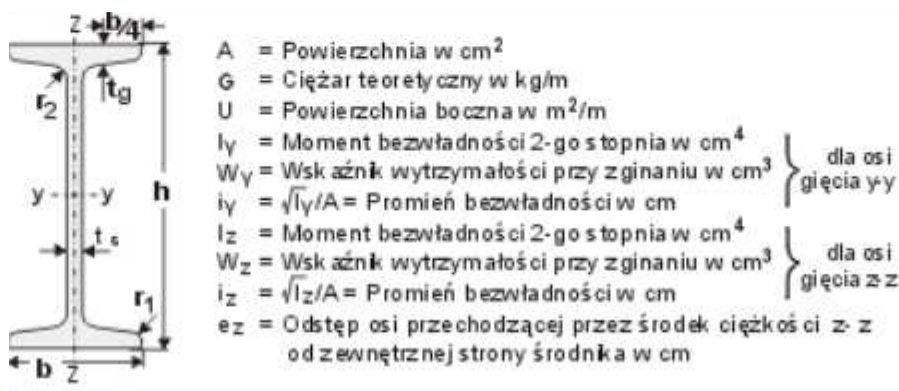 z b/4
A = Powierzchnia w cm²
G = Ciężar teoretyczny w kg/m
r₂ tg
U = Powierzchnia boczna w m²/m
Iy = Moment bezwładności 2-go stopnia w cm⁴
Wy = Wskaźnik wytrzymałości przy zginaniu w cm³
dla osi
gięcia y-y
y y h
iy = √Iy/A = Promień bezwładności w cm
t s
Iz = Moment bezwładności 2-go stopnia w cm⁴
Wz = Wskaźnik wytrzymałości przy zginaniu w cm³
dla osi
gięcia z-z
r₁
iz = √Iz/A = Promień bezwładności w cm
ez = Odstęp osi przechodzącej przez środek ciężkości z- z
od zewnętrznej strony środnika w cm
b z